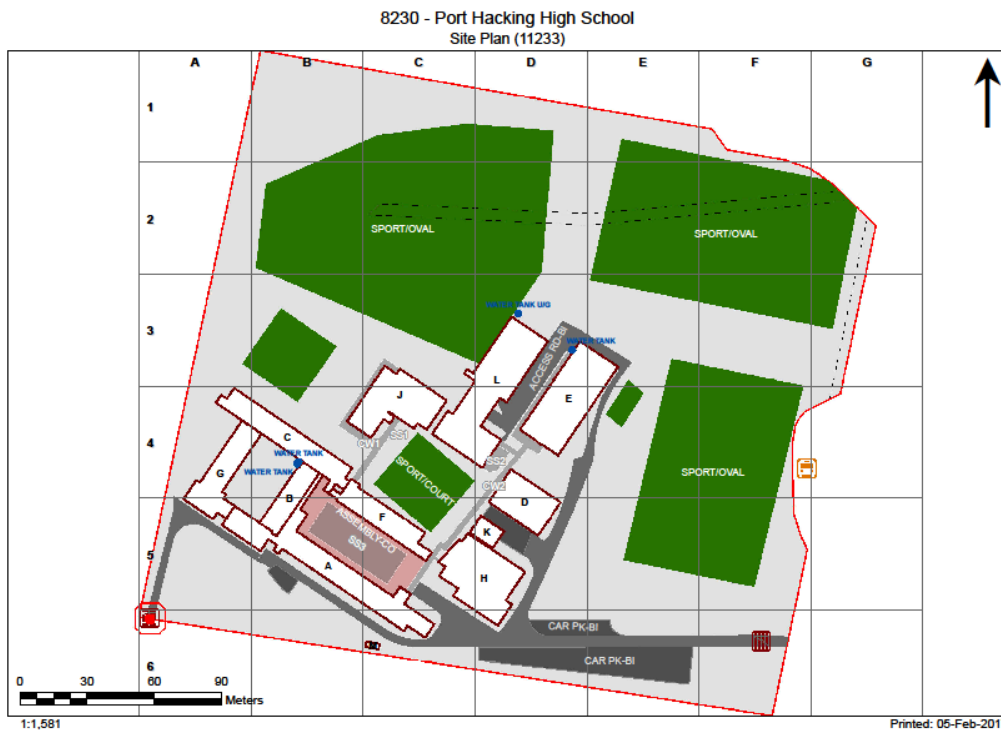 8230 - Port Hacking High School
Site Plan (11233)
A B C D E F G
1
SPORT/OVAL
2
SPORT/OVAL
WATER TANK U/G
3
WATER TANK
ACCESS RD-BI
L
E
J
C
CW1
SS1
4
WATER TANK
WATER TANK
G
B
SPORT/COURT
SS2
CW2
SPORT/OVAL
D
F
K
ASSEMBLY-CO
SS3
5
A
H
CAR PK-BI
CAR PK-BI
6
0 30 60 90
Meters
1:1,581
Printed: 05-Feb-201